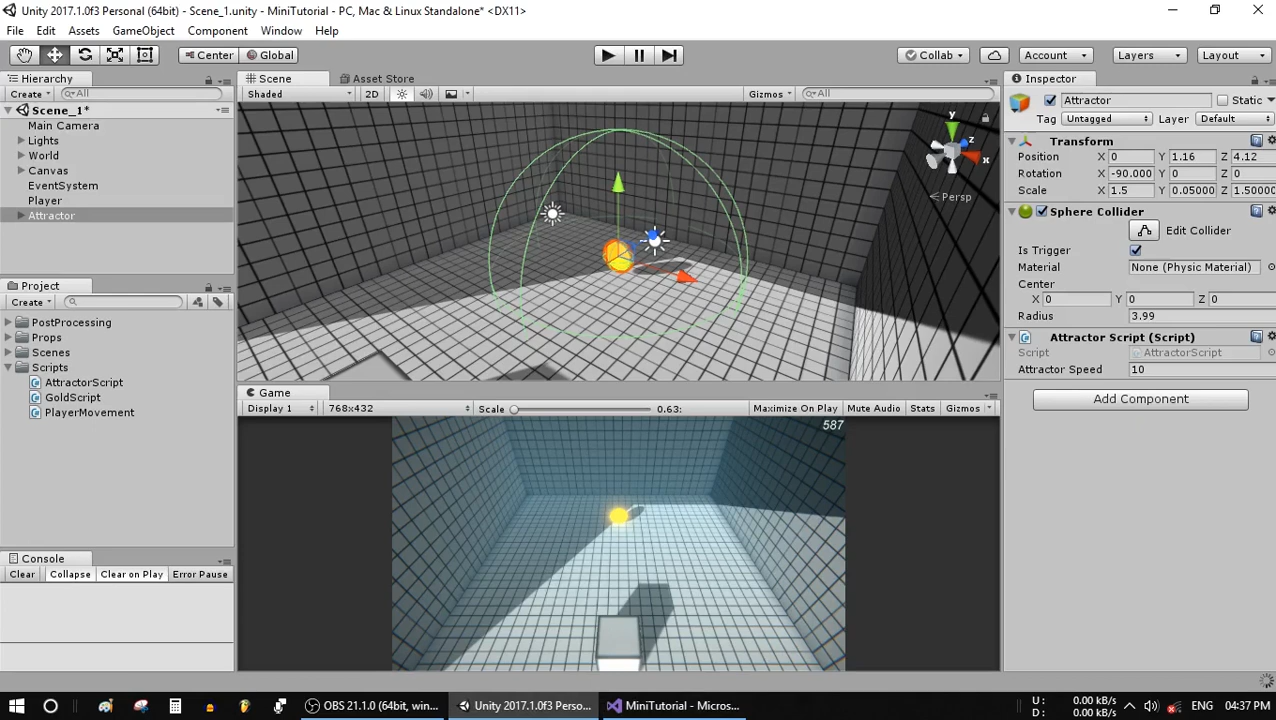 Unity 2017.1.0f3 Personal (64bit) - Scene_1.unity - MiniTutorial - PC, Mac & Linux Standalone* <DX11>
File Edit Assets GameObject Component Window Help
Center Global Collab Account Layers Layout
Hierarchy
Create All
Scene_1*
Main Camera
Lights
World
Canvas
EventSystem
Player
Attractor
Project
Create
PostProcessing
Props
Scenes
Scripts
AttractorScript
GoldScript
PlayerMovement
Console
Clear Collapse Clear on Play Error Pause
Scene Asset Store
Shaded 2D Gizmos All
y
z
x
Persp
Game
Display 1 768x432 Scale 0.63: Maximize On Play Mute Audio Stats Gizmos
587
Inspector
Attractor Static
Tag Untagged Layer Default
Transform
Position X 0 Y 1.16 Z 4.12
Rotation X -90.000 Y 0 Z 0
Scale X 1.5 Y 0.05000 Z 1.50000
Sphere Collider
Edit Collider
Is Trigger
Material None (Physic Material)
Center
X 0 Y 0 Z 0
Radius 3.99
Attractor Script (Script)
Script AttractorScript
Attractor Speed 10
Add Component
OBS 21.1.0 (64bit, win... Unity 2017.1.0f3 Perso... MiniTutorial - Micros...
U: 0.00 kB/s
D: 0.00 kB/s
ENG 04:37 PM